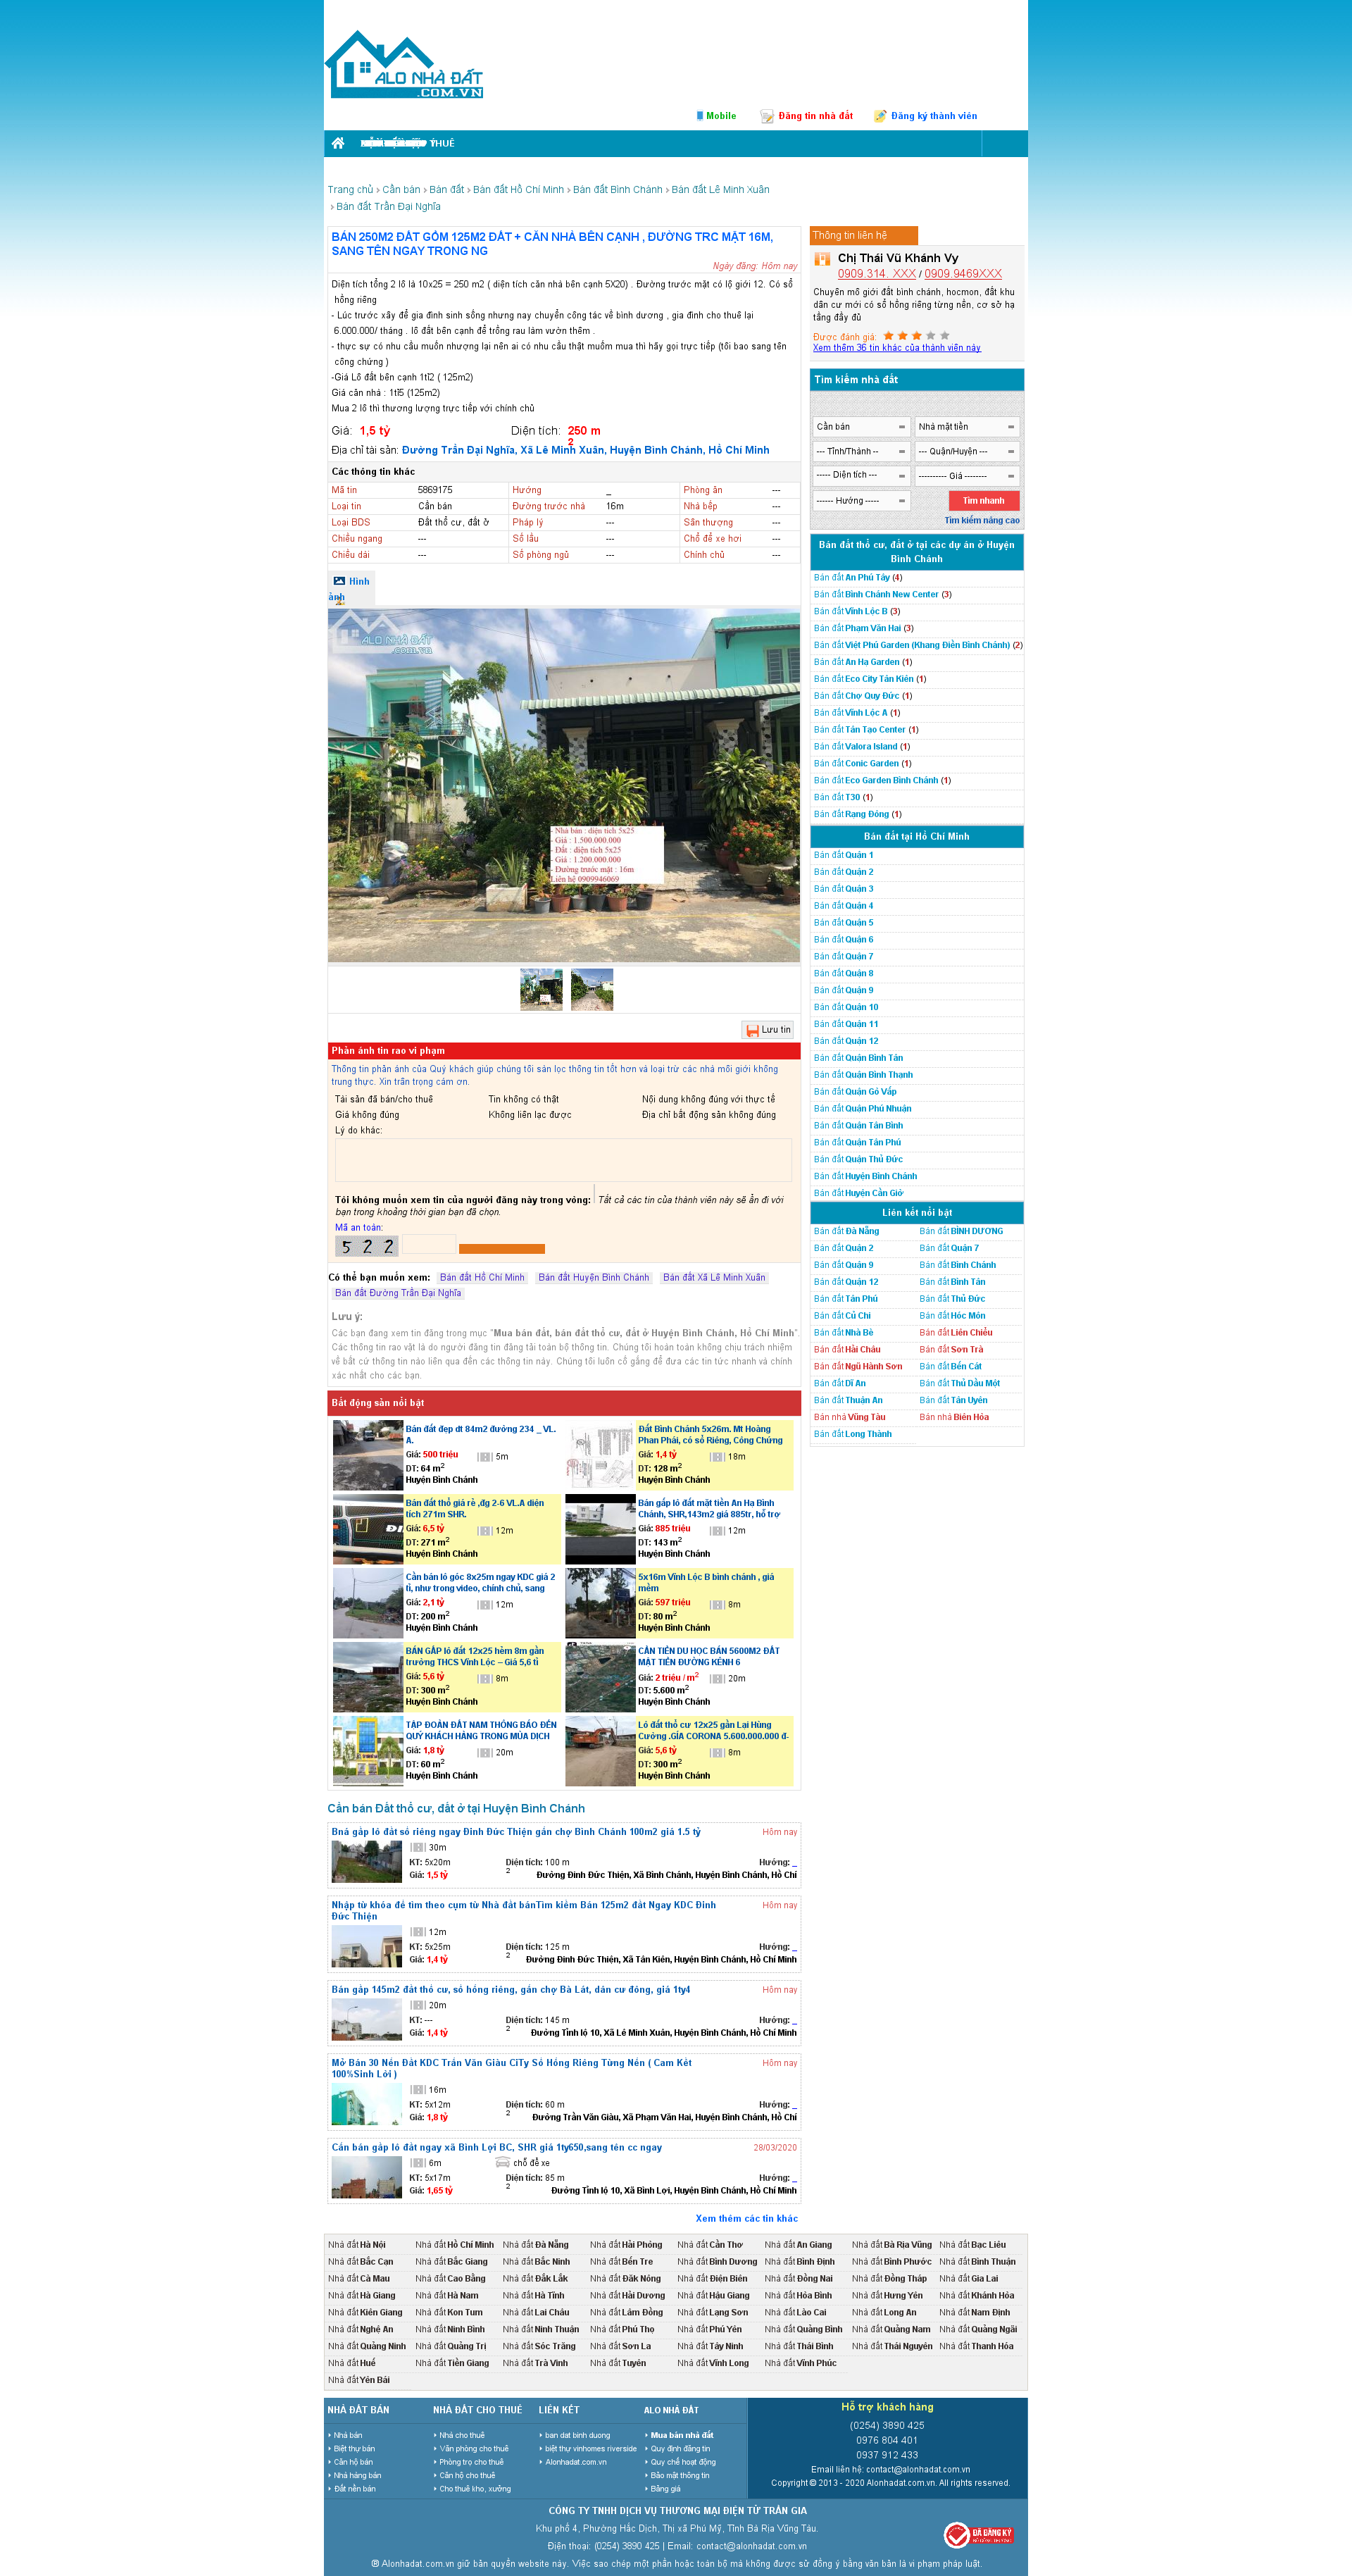 ALO NHÀ ĐẤT
.COM.VN
Mobile
Đăng tin nhà đất
Đăng ký thành viên
Trang chủ
Cần bán
Bán đất
Bán đất Hồ Chí Minh
Bán đất Bình Chánh
Bán đất Lê Minh Xuân
Bán đất Trần Đại Nghĩa
BÁN 250M2 ĐẤT GỒM 125M2 ĐẤT + CĂN NHÀ BÊN CẠNH , ĐƯỜNG TRC MẶT 16M,
SANG TÊN NGAY TRONG NG
Ngày đăng: Hôm nay
Diện tích tổng 2 lô là 10x25 = 250 m2 ( diện tích căn nhà bên cạnh 5X20) . Đường trước mặt có lộ giới 12. Có sổ
hồng riêng
- Lúc trước xây để gia đình sinh sống nhưng nay chuyển công tác về bình dương , gia đình cho thuê lại
6.000.000/ tháng . lô đất bên cạnh để trồng rau làm vườn thêm .
- thực sự có nhu cầu muốn nhượng lại nên ai có nhu cầu thật muốm mua thì hãy gọi trực tiếp (tôi bao sang tên
công chứng )
-Giá Lô đất bên cạnh 1tỉ2 ( 125m2)
Giá căn nhà : 1tỉ5 (125m2)
Mua 2 lô thì thương lượng trực tiếp với chính chủ
Giá: 1,5 tỷ
Diện tích: 250 m2
Địa chỉ tài sản: Đường Trần Đại Nghĩa, Xã Lê Minh Xuân, Huyện Bình Chánh, Hồ Chí Minh
Các thông tin khác
Mã tin 5869175 Hướng _ Phòng ăn ---
Loại tin Cần bán Đường trước nhà 16m Nhà bếp ---
Loại BDS Đất thổ cư, đất ở Pháp lý --- Sân thượng ---
Chiều ngang --- Số lầu --- Chổ để xe hơi ---
Chiều dài --- Số phòng ngủ --- Chính chủ ---
Hình
ảnh
ALO NHÀ ĐẤT
.com.vn
- Nhà bán : diện tích 5x25
- Giá : 1.500.000.000
- Đất : diện tích 5x25
- Giá : 1.200.000.000
- Đường trước mặt : 16m
Liên hệ 0909946069
Lưu tin
Phản ánh tin rao vi phạm
Thông tin phản ánh của Quý khách giúp chúng tôi sàn lọc thông tin tốt hơn và loại trừ các nhà môi giới không
trung thực. Xin trân trọng cám ơn.
Tài sản đã bán/cho thuê Tin không có thật Nội dung không đúng với thực tế
Giá không đúng Không liên lạc được Địa chỉ bất động sản không đúng
Lý do khác:
Tôi không muốn xem tin của người đăng này trong vòng: Tất cả các tin của thành viên này sẽ ẩn đi với
bạn trong khoảng thời gian bạn đã chọn.
Mã an toàn:
5 2 2
Có thể bạn muốn xem: Bán đất Hồ Chí Minh Bán đất Huyện Bình Chánh Bán đất Xã Lê Minh Xuân
Bán đất Đường Trần Đại Nghĩa
Lưu ý:
Các bạn đang xem tin đăng trong mục "Mua bán đất, bán đất thổ cư, đất ở Huyện Bình Chánh, Hồ Chí Minh".
Các thông tin rao vặt là do người đăng tin đăng tải toàn bộ thông tin. Chúng tôi hoàn toàn không chịu trách nhiệm
về bất cứ thông tin nào liên qua đến các thông tin này. Chúng tôi luôn cố gắng để đưa các tin tức nhanh và chính
xác nhất cho các bạn.
Bất động sản nổi bật
Bán đất đẹp dt 84m2 đường 234 _ VL.
A.
Giá: 500 triệu 5m
DT: 64 m2
Huyện Bình Chánh
Đất Bình Chánh 5x26m. Mt Hoàng
Phan Phái, có sổ Riêng, Công Chứng
Giá: 1,4 tỷ 18m
DT: 128 m2
Huyện Bình Chánh
Bán đất thổ giá rẻ ,đg 2-6 VL.A diện
tích 271m SHR.
Giá: 6,5 tỷ 12m
DT: 271 m2
Huyện Bình Chánh
Bán gấp lô đất mặt tiền An Hạ Bình
Chánh, SHR,143m2 giá 885tr, hỗ trợ
Giá: 885 triệu 12m
DT: 143 m2
Huyện Bình Chánh
Cần bán lô góc 8x25m ngay KDC giá 2
tỉ, như trong video, chính chủ, sang
Giá: 2,1 tỷ 12m
DT: 200 m2
Huyện Bình Chánh
5x16m Vĩnh Lộc B bình chánh , giá
mềm
Giá: 597 triệu 8m
DT: 80 m2
Huyện Bình Chánh
BÁN GẤP lô đất 12x25 hẻm 8m gần
trường THCS Vĩnh Lộc – Giá 5,6 tỉ
Giá: 5,6 tỷ 8m
DT: 300 m2
Huyện Bình Chánh
CẦN TIỀN DU HỌC BÁN 5600M2 ĐẤT
MẶT TIỀN ĐƯỜNG KÊNH 6
Giá: 2 triệu / m2 20m
DT: 5.600 m2
Huyện Bình Chánh
TẬP ĐOÀN ĐẤT NAM THÔNG BÁO ĐẾN
QUÝ KHÁCH HÀNG TRONG MÙA DỊCH
Giá: 1,8 tỷ 20m
DT: 60 m2
Huyện Bình Chánh
Lô đất thổ cư 12x25 gần Lại Hùng
Cường .GÍA CORONA 5.600.000.000 đ-
Giá: 5,6 tỷ 8m
DT: 300 m2
Huyện Bình Chánh
Cần bán Đất thổ cư, đất ở tại Huyện Bình Chánh
Bná gấp lô đất sổ riêng ngay Đinh Đức Thiện gần chợ Bình Chánh 100m2 giá 1.5 tỷ Hôm nay
30m
KT: 5x20m Diện tích: 100 m2 Hướng: _
Giá: 1,5 tỷ Đường Đinh Đức Thiện, Xã Bình Chánh, Huyện Bình Chánh, Hồ Chí
Nhập từ khóa để tìm theo cụm từ Nhà đất bánTìm kiếm Bán 125m2 đất Ngay KDC Đinh Hôm nay
Đức Thiện
12m
KT: 5x25m Diện tích: 125 m2 Hướng: _
Giá: 1,4 tỷ Đường Đinh Đức Thiện, Xã Tân Kiên, Huyện Bình Chánh, Hồ Chí Minh
Bán gấp 145m2 đất thổ cư, sổ hồng riêng, gần chợ Bà Lát, dân cư đông, giá 1ty4 Hôm nay
20m
KT: --- Diện tích: 145 m2 Hướng: _
Giá: 1,4 tỷ Đường Tỉnh lộ 10, Xã Lê Minh Xuân, Huyện Bình Chánh, Hồ Chí Minh
Mở Bán 30 Nền Đất KDC Trần Văn Giàu CiTy Sổ Hồng Riêng Từng Nền ( Cam Kết Hôm nay
100%Sinh Lời )
16m
KT: 5x12m Diện tích: 60 m2 Hướng: _
Giá: 1,8 tỷ Đường Trần Văn Giàu, Xã Phạm Văn Hai, Huyện Bình Chánh, Hồ Chí
Cần bán gấp lô đất ngay xã Bình Lợi BC, SHR giá 1ty650,sang tên cc ngay 28/03/2020
6m chỗ để xe
KT: 5x17m Diện tích: 85 m2 Hướng: _
Giá: 1,65 tỷ Đường Tỉnh lộ 10, Xã Bình Lợi, Huyện Bình Chánh, Hồ Chí Minh
Xem thêm các tin khác
Thông tin liên hệ
Chị Thái Vũ Khánh Vy
0909.314. XXX / 0909.9469XXX
Chuyên mô giới đất bình chánh, hocmon, đất khu
dân cư mới có sổ hồng riêng từng nền, cơ sở hạ
tầng đầy đủ
Được đánh giá:
Xem thêm 36 tin khác của thành viên này
Tìm kiếm nhà đất
Cần bán Nhà mặt tiền
--- Tỉnh/Thành -- --- Quận/Huyện ---
----- Diện tích --- ---------- Giá --------
------ Hướng ----- Tìm nhanh
Tìm kiếm nâng cao
Bán đất thổ cư, đất ở tại các dự án ở Huyện
Bình Chánh
Bán đất An Phú Tây (4)
Bán đất Bình Chánh New Center (3)
Bán đất Vĩnh Lộc B (3)
Bán đất Phạm Văn Hai (3)
Bán đất Việt Phú Garden (Khang Điền Bình Chánh) (2)
Bán đất An Hạ Garden (1)
Bán đất Eco City Tân Kiên (1)
Bán đất Chợ Quy Đức (1)
Bán đất Vĩnh Lộc A (1)
Bán đất Tân Tạo Center (1)
Bán đất Valora Island (1)
Bán đất Conic Garden (1)
Bán đất Eco Garden Bình Chánh (1)
Bán đất T30 (1)
Bán đất Rạng Đông (1)
Bán đất tại Hồ Chí Minh
Bán đất Quận 1
Bán đất Quận 2
Bán đất Quận 3
Bán đất Quận 4
Bán đất Quận 5
Bán đất Quận 6
Bán đất Quận 7
Bán đất Quận 8
Bán đất Quận 9
Bán đất Quận 10
Bán đất Quận 11
Bán đất Quận 12
Bán đất Quận Bình Tân
Bán đất Quận Bình Thạnh
Bán đất Quận Gò Vấp
Bán đất Quận Phú Nhuận
Bán đất Quận Tân Bình
Bán đất Quận Tân Phú
Bán đất Quận Thủ Đức
Bán đất Huyện Bình Chánh
Bán đất Huyện Cần Giờ
Liên kết nổi bật
Bán đất Đà Nẵng Bán đất BÌNH DƯƠNG
Bán đất Quận 2 Bán đất Quận 7
Bán đất Quận 9 Bán đất Bình Chánh
Bán đất Quận 12 Bán đất Bình Tân
Bán đất Tân Phú Bán đất Thủ Đức
Bán đất Củ Chi Bán đất Hóc Môn
Bán đất Nhà Bè Bán đất Liên Chiểu
Bán đất Hải Châu Bán đất Sơn Trà
Bán đất Ngũ Hành Sơn Bán đất Bến Cát
Bán đất Dĩ An Bán đất Thủ Dầu Một
Bán đất Thuận An Bán đất Tân Uyên
Bán nhà Vũng Tàu Bán nhà Biên Hòa
Bán đất Long Thành
Nhà đất Hà Nội Nhà đất Hồ Chí Minh Nhà đất Đà Nẵng Nhà đất Hải Phòng Nhà đất Cần Thơ Nhà đất An Giang Nhà đất Bà Rịa Vũng Nhà đất Bạc Liêu
Nhà đất Bắc Cạn Nhà đất Bắc Giang Nhà đất Bắc Ninh Nhà đất Bến Tre Nhà đất Bình Dương Nhà đất Bình Định Nhà đất Bình Phước Nhà đất Bình Thuận
Nhà đất Cà Mau Nhà đất Cao Bằng Nhà đất Đắk Lắk Nhà đất Đăk Nông Nhà đất Điện Biên Nhà đất Đồng Nai Nhà đất Đồng Tháp Nhà đất Gia Lai
Nhà đất Hà Giang Nhà đất Hà Nam Nhà đất Hà Tĩnh Nhà đất Hải Dương Nhà đất Hậu Giang Nhà đất Hòa Bình Nhà đất Hưng Yên Nhà đất Khánh Hòa
Nhà đất Kiên Giang Nhà đất Kon Tum Nhà đất Lai Châu Nhà đất Lâm Đồng Nhà đất Lạng Sơn Nhà đất Lào Cai Nhà đất Long An Nhà đất Nam Định
Nhà đất Nghệ An Nhà đất Ninh Bình Nhà đất Ninh Thuận Nhà đất Phú Thọ Nhà đất Phú Yên Nhà đất Quảng Bình Nhà đất Quảng Nam Nhà đất Quảng Ngãi
Nhà đất Quảng Ninh Nhà đất Quảng Trị Nhà đất Sóc Trăng Nhà đất Sơn La Nhà đất Tây Ninh Nhà đất Thái Bình Nhà đất Thái Nguyên Nhà đất Thanh Hóa
Nhà đất Huế Nhà đất Tiền Giang Nhà đất Trà Vinh Nhà đất Tuyên Nhà đất Vĩnh Long Nhà đất Vĩnh Phúc
Nhà đất Yên Bái
NHÀ ĐẤT BÁN
Nhà bán
Biệt thự bán
Căn hộ bán
Nhà hàng bán
Đất nền bán
NHÀ ĐẤT CHO THUÊ
Nhà cho thuê
Văn phòng cho thuê
Phòng trọ cho thuê
Căn hộ cho thuê
Cho thuê kho, xưởng
LIÊN KẾT
ban dat binh duong
biệt thự vinhomes riverside
Alonhadat.com.vn
ALO NHÀ ĐẤT
Mua bán nhà đất
Quy định đăng tin
Quy chế hoạt động
Bảo mật thông tin
Bảng giá
Hỗ trợ khách hàng
(0254) 3890 425
0976 804 401
0937 912 433
Email liên hệ: contact@alonhadat.com.vn
Copyright © 2013 - 2020 Alonhadat.com.vn. All rights reserved.
CÔNG TY TNHH DỊCH VỤ THƯƠNG MẠI ĐIỆN TỬ TRẦN GIA
Khu phố 4, Phường Hắc Dịch, Thị xã Phú Mỹ, Tỉnh Bà Rịa Vũng Tàu.
Điện thoại: (0254) 3890 425 | Email: contact@alonhadat.com.vn
ĐÃ ĐĂNG KÝ
® Alonhadat.com.vn giữ bản quyền website này. Việc sao chép một phần hoặc toàn bộ mà không được sử đồng ý bằng văn bản là vi phạm pháp luật.